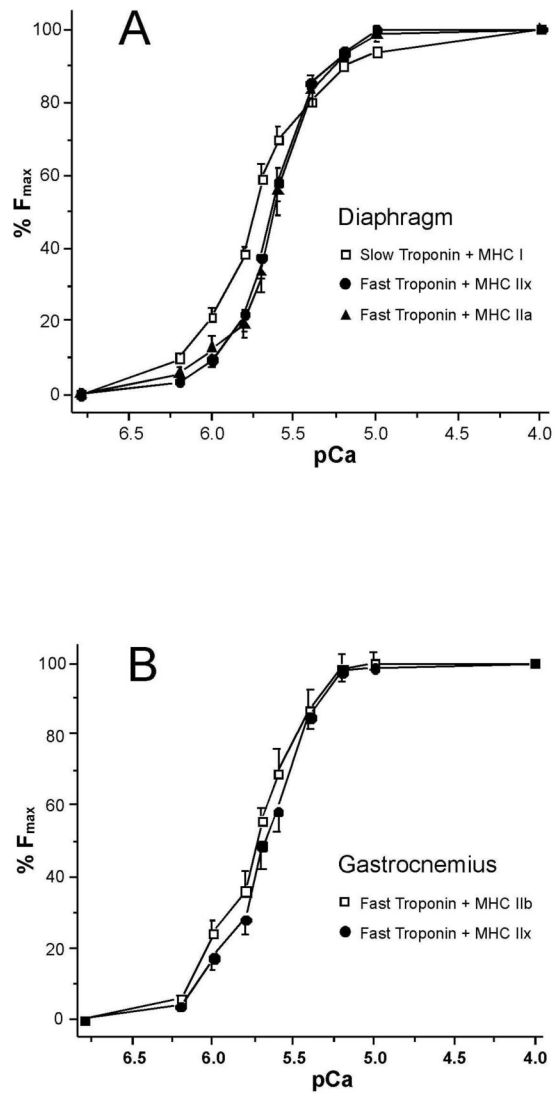 A
100
80
60
40
20
0
% Fmax
Diaphragm
Slow Troponin + MHC I
Fast Troponin + MHC IIx
Fast Troponin + MHC IIa
6.5 6.0 5.5 5.0 4.5 4.0
pCa
B
100
80
60
40
20
0
% Fmax
Gastrocnemius
Fast Troponin + MHC IIb
Fast Troponin + MHC IIx
6.5 6.0 5.5 5.0 4.5 4.0
pCa